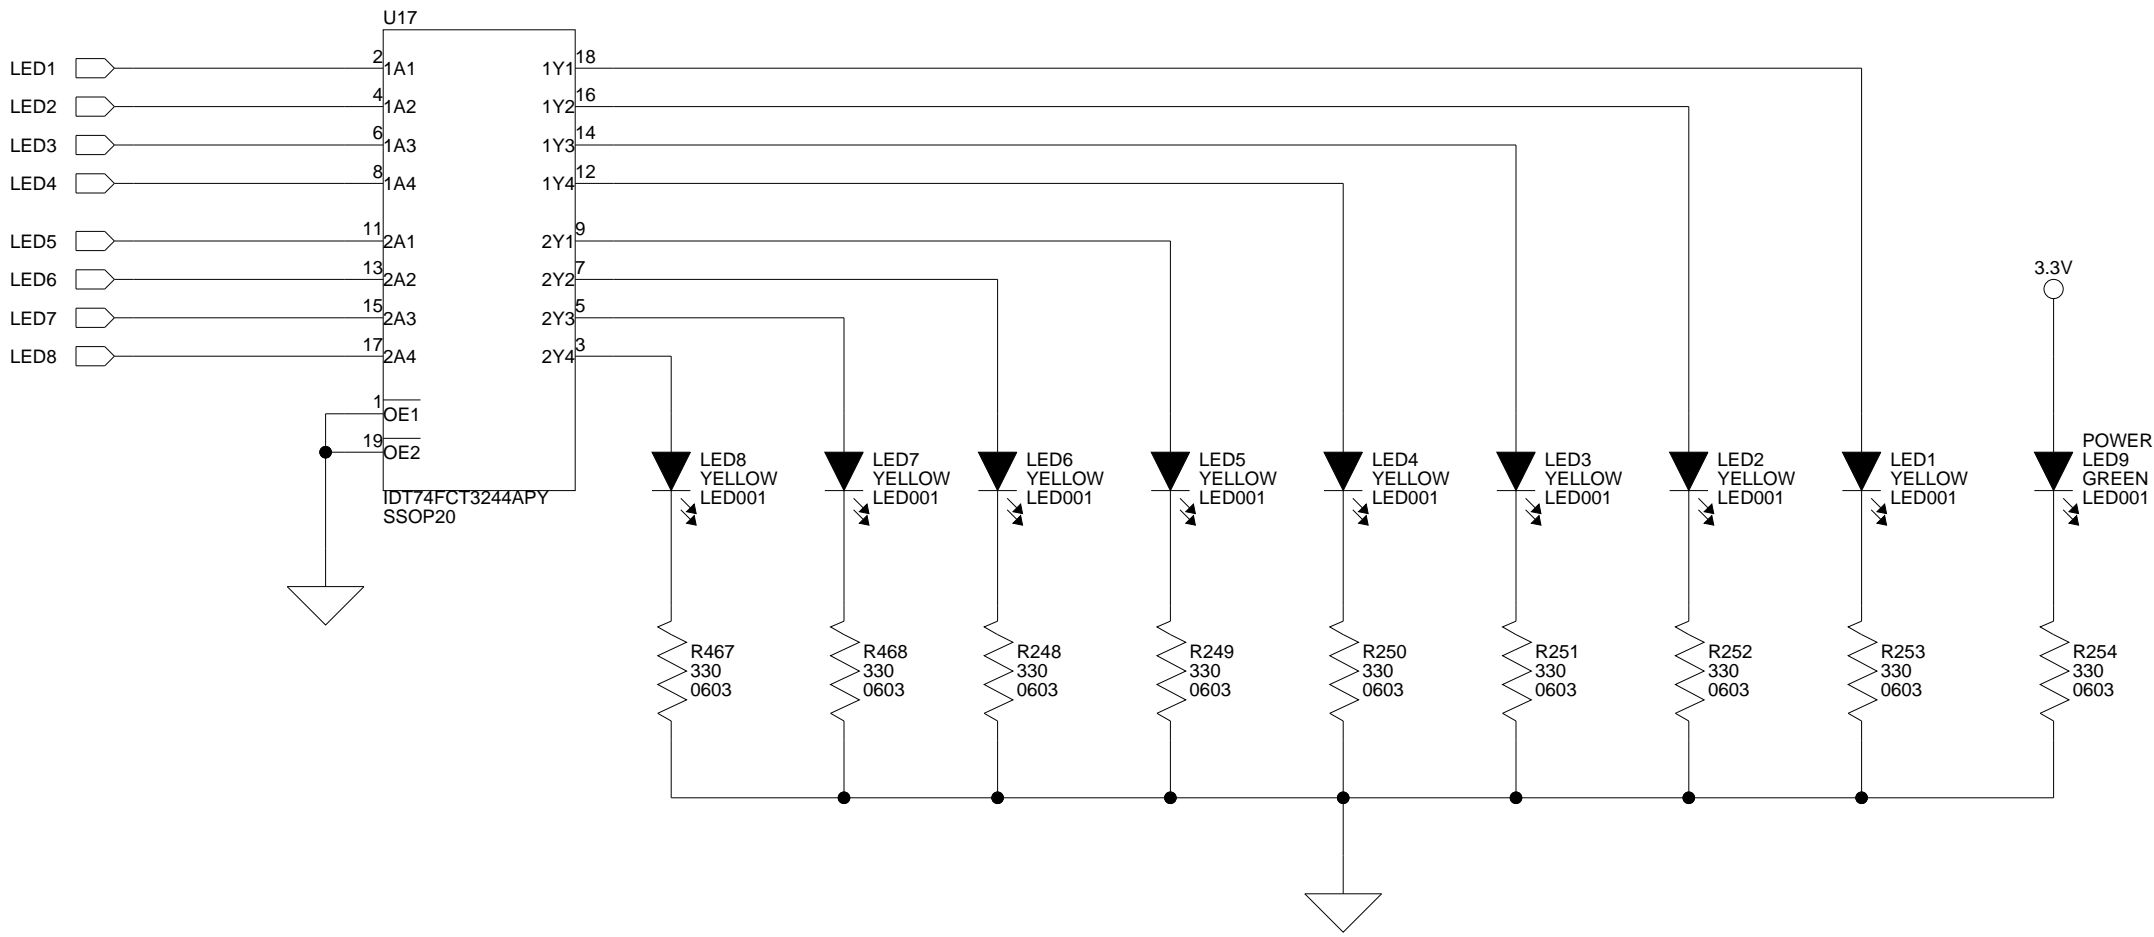 U17
LED1
2
1A1
1Y1
18
LED2
4
1A2
1Y2
16
LED3
6
1A3
1Y3
14
LED4
8
1A4
1Y4
12
LED5
11
2A1
2Y1
9
LED6
13
2A2
2Y2
7
LED7
15
2A3
2Y3
5
LED8
17
2A4
2Y4
3
1
OE1
19
OE2
IDT74FCT3244APY
SSOP20
3.3V
LED8
YELLOW
LED001
LED7
YELLOW
LED001
LED6
YELLOW
LED001
LED5
YELLOW
LED001
LED4
YELLOW
LED001
LED3
YELLOW
LED001
LED2
YELLOW
LED001
LED1
YELLOW
LED001
POWER
LED9
GREEN
LED001
R467
330
0603
R468
330
0603
R248
330
0603
R249
330
0603
R250
330
0603
R251
330
0603
R252
330
0603
R253
330
0603
R254
330
0603